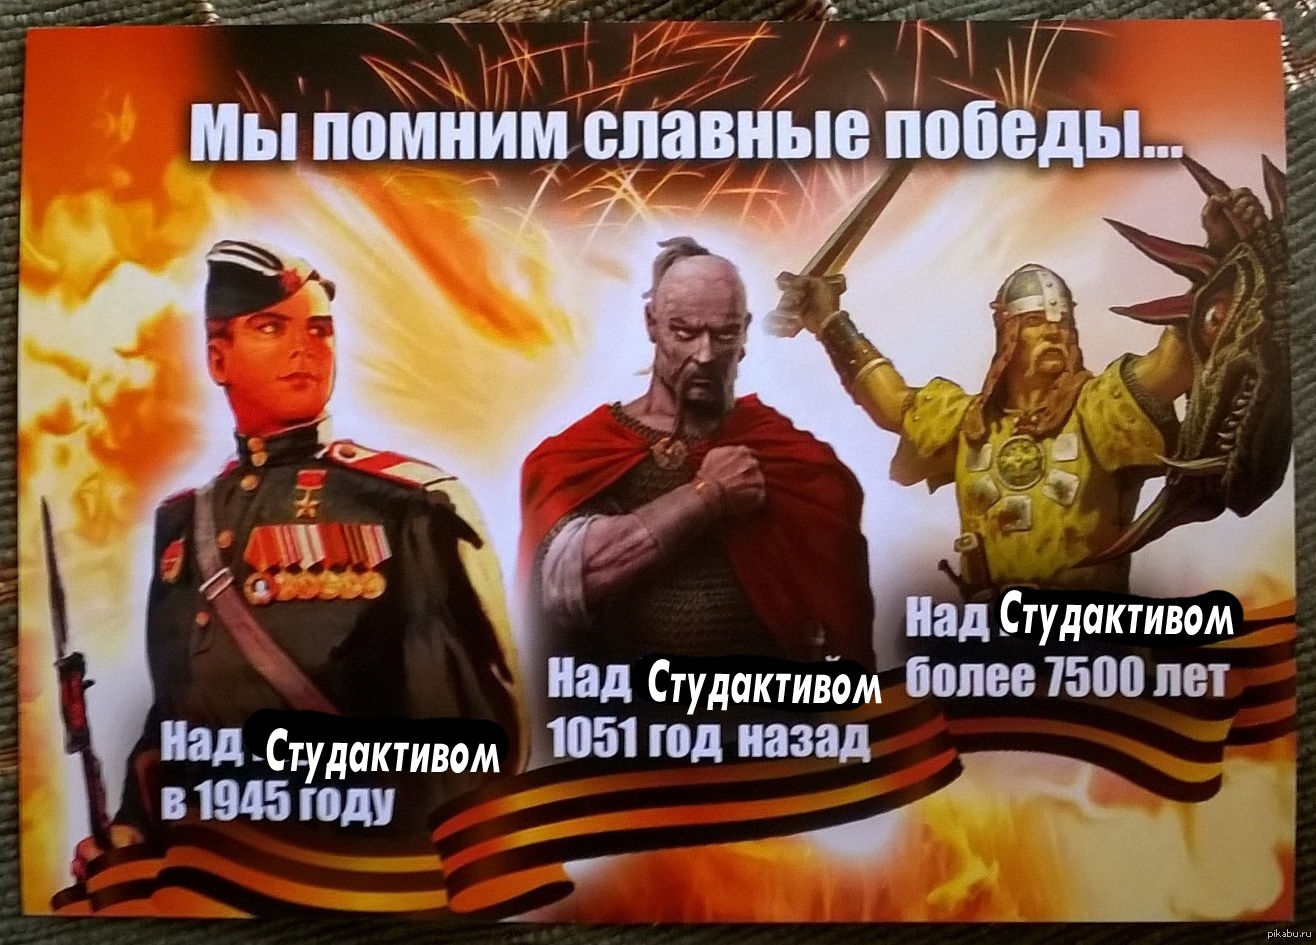 Мы помним славные победы...
Над Студактивом
в 1945 году
Над Студактивом
1051 год назад
Над Студактивом
более 7500 лет
pikabu.ru